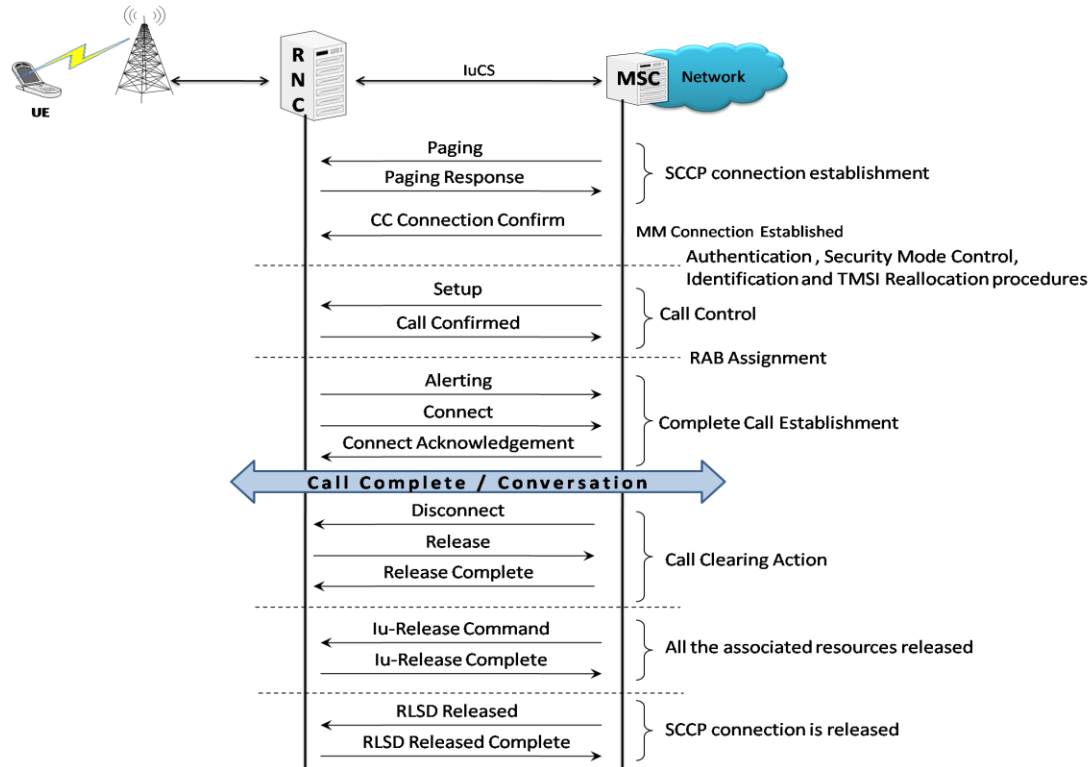 R
N
C
IuCS
MSC
Network
UE
Paging
SCCP connection establishment
Paging Response
CC Connection Confirm
MM Connection Established
Authentication , Security Mode Control,
Identification and TMSI Reallocation procedures
Setup
Call Control
Call Confirmed
RAB Assignment
Alerting
Connect
Complete Call Establishment
Connect Acknowledgement
Call Complete / Conversation
Disconnect
Release
Call Clearing Action
Release Complete
Iu-Release Command
All the associated resources released
Iu-Release Complete
RLSD Released
SCCP connection is released
RLSD Released Complete